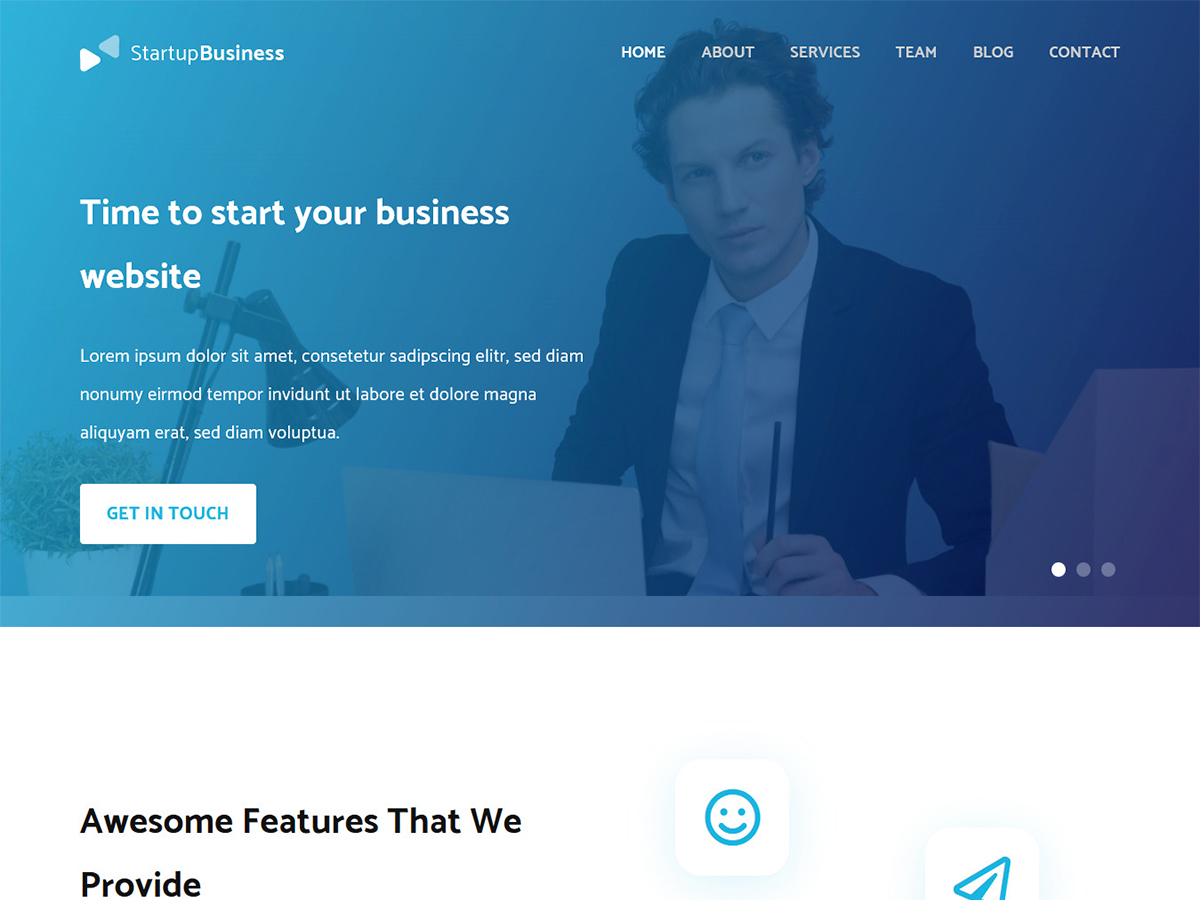 StartupBusiness
HOME ABOUT SERVICES TEAM BLOG CONTACT
Time to start your business
website
Lorem ipsum dolor sit amet, consetetur sadipscing elitr, sed diam
nonumy eirmod tempor invidunt ut labore et dolore magna
aliquyam erat, sed diam voluptua.
GET IN TOUCH
Awesome Features That We
Provide